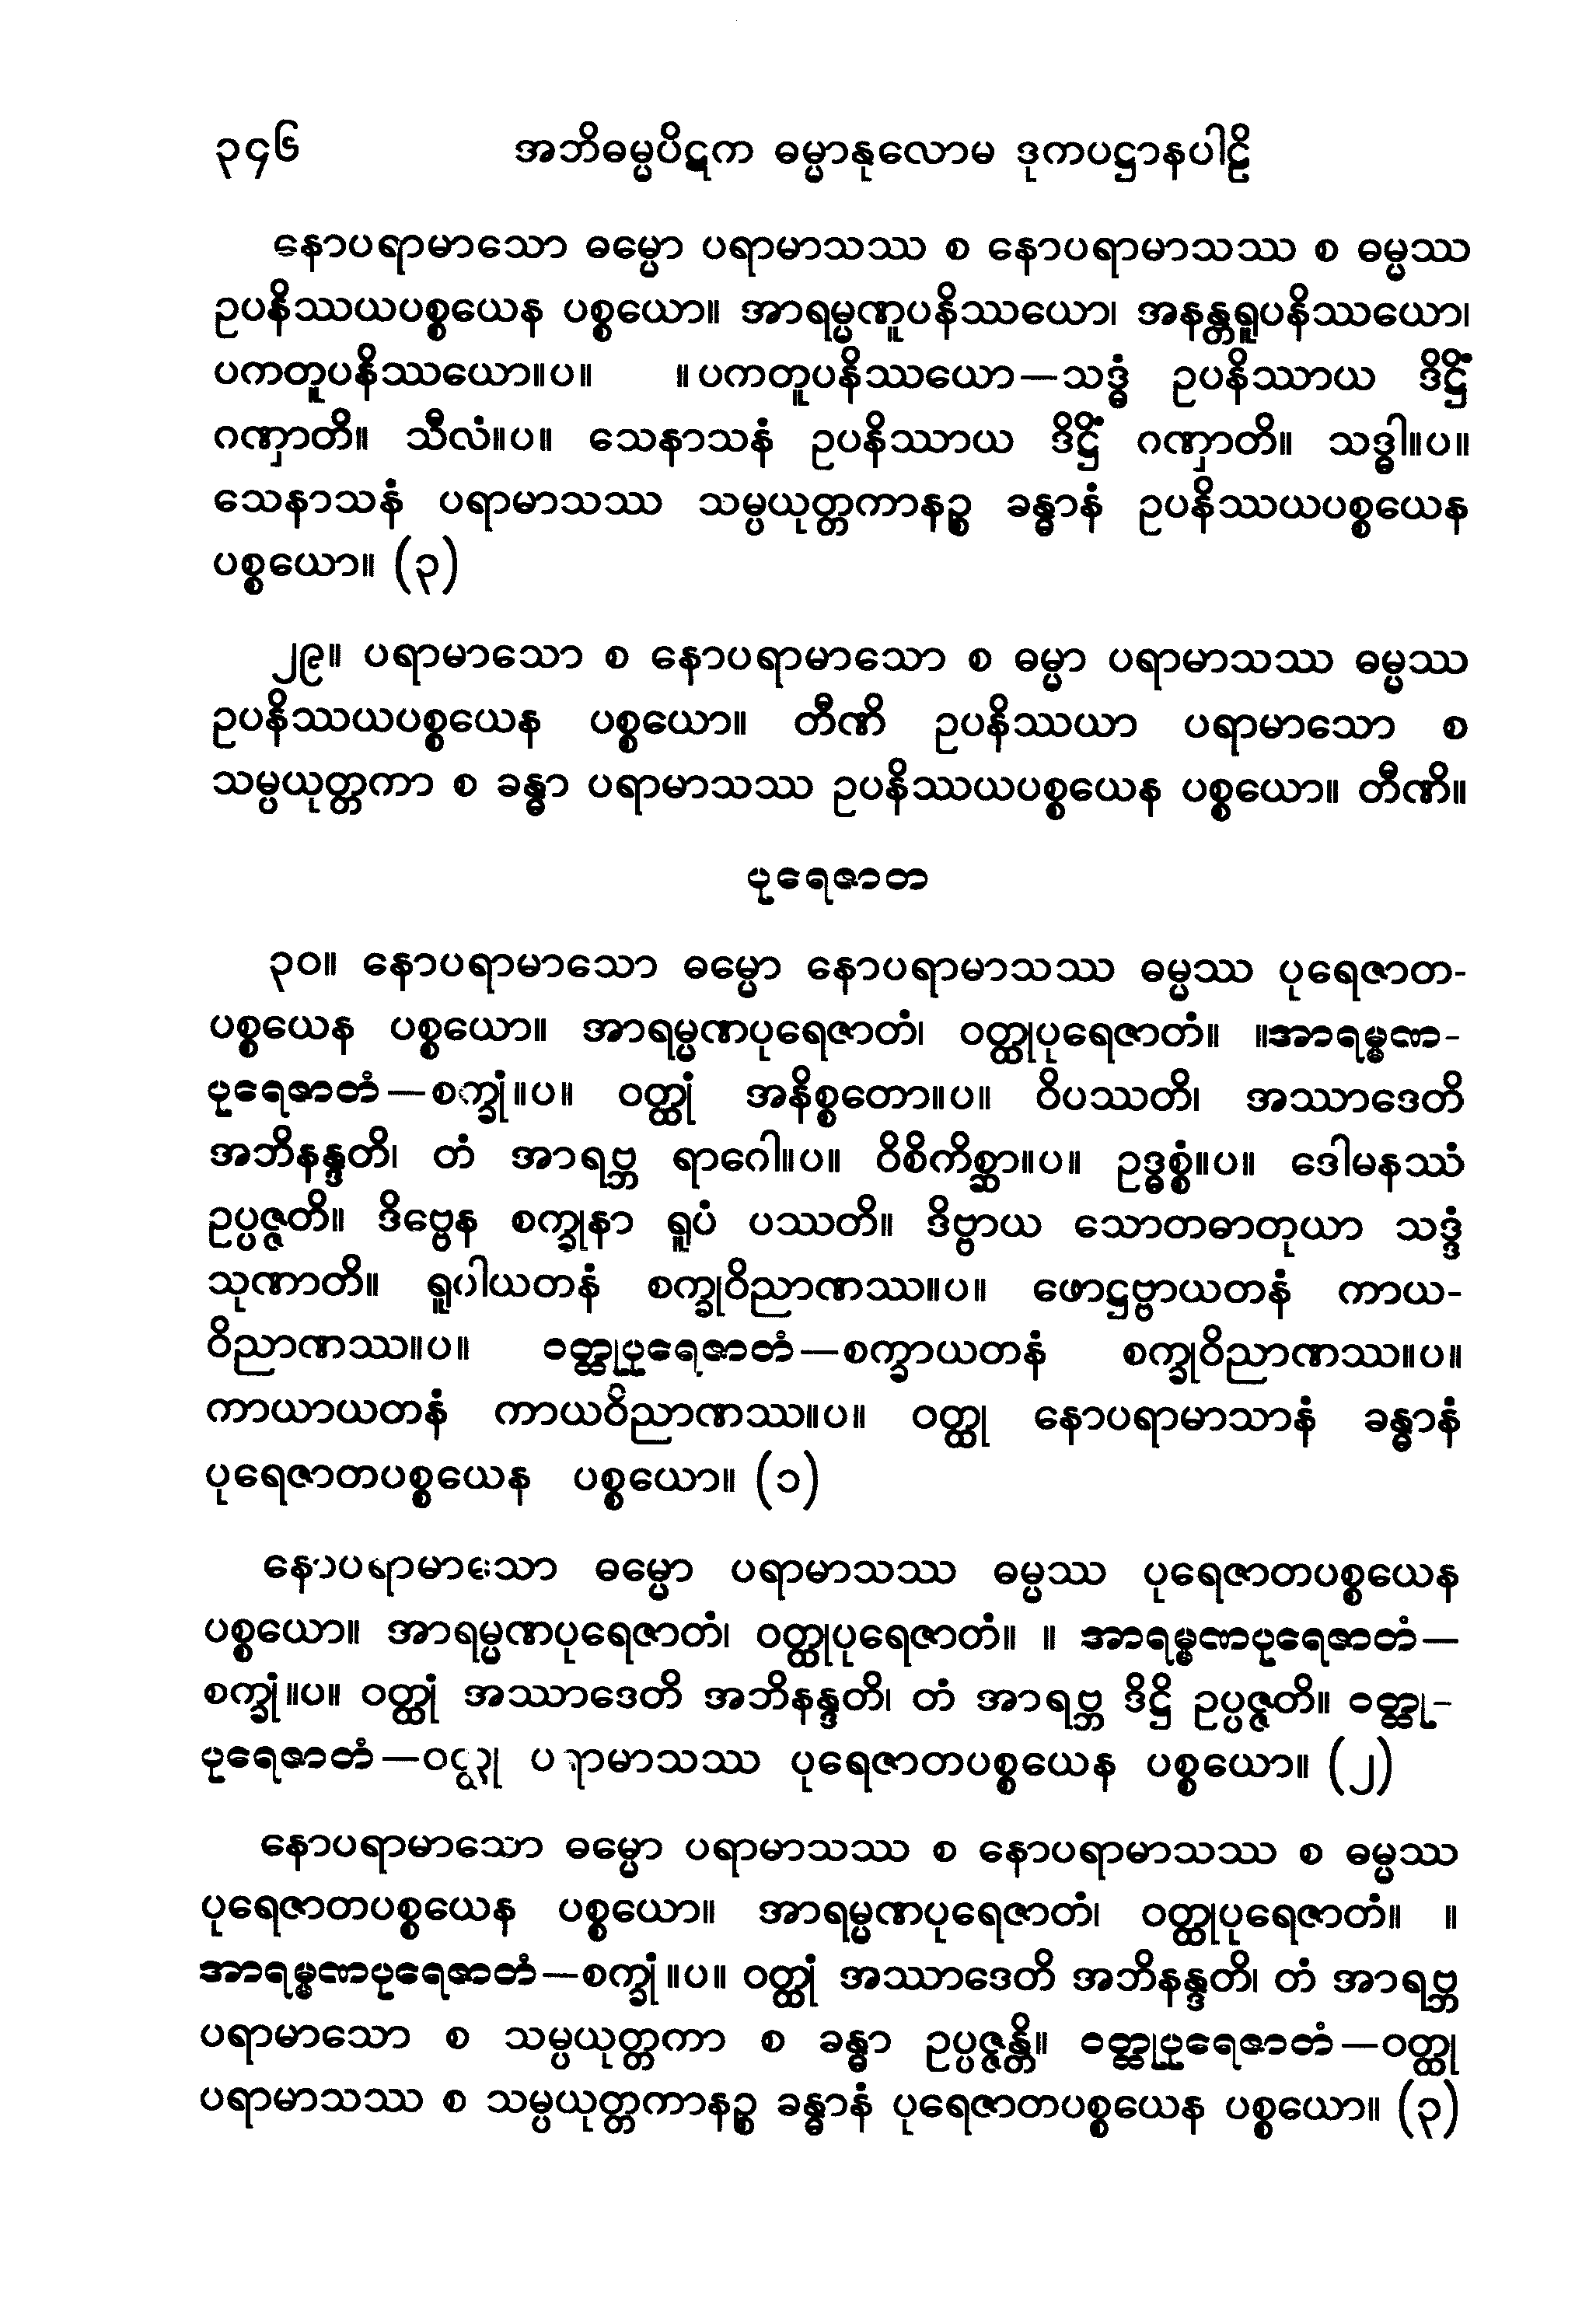 ၃၄၆ အဘိဓမ္မပိဋက ဓမ္မာနုလောမ ဒုကပဋ္ဌာနပါဠိ
နောပရာမာသော ဓမ္မော ပရာမာသဿ စ နောပရာမာသဿ စ ဓမ္မဿ
ဥပနိဿယပစ္စယေန ပစ္စယော။ အာရမ္မဏူပနိဿယော၊ အနန္တရူပနိဿယော၊
ပကတူပနိဿယော။ပ။ ။ ပကတူပနိဿယော—သဒ္ဓံ ဥပနိဿာယ ဒိဋ္ဌိံ
ဂဏှာတိ။ သီလံ။ပ။ သေနာသနံ ဥပနိဿာယ ဒိဋ္ဌိံ ဂဏှာတိ။ သဒ္ဓါ။ပ။
သေနာသနံ ပရာမာသဿ သမ္ပယုတ္တကာနဉ္စ ခန္ဓာနံ ဥပနိဿယပစ္စယေန
ပစ္စယော။ (၃)
၂၉။ ပရာမာသော စ နောပရာမာသော စ ဓမ္မာ ပရာမာသဿ ဓမ္မဿ
ဥပနိဿယပစ္စယေန ပစ္စယော။ တီဏိ ဥပနိဿယာ ပရာမာသော စ
သမ္ပယုတ္တကာ စ ခန္ဓာ ပရာမာသဿ ဥပနိဿယပစ္စယေန ပစ္စယော။ တီဏိ။
ပုရေဇာတ
၃၀။ နောပရာမာသော ဓမ္မော နောပရာမာသဿ ဓမ္မဿ ပုရေဇာတ-
ပစ္စယေန ပစ္စယော။ အာရမ္မဏပုရေဇာတံ၊ ဝတ္ထုပုရေဇာတံ။ ။အာရမ္မဏ-
ပုရေဇာတံ—စက္ခုံ။ပ။ ဝတ္ထုံ အနိစ္စတော။ပ။ ဝိပဿတိ၊ အဿာဒေတိ
အဘိနန္ဒတိ၊ တံ အာရဗ္ဘ ရာဂေါ။ပ။ ဝိစိကိစ္ဆာ။ပ။ ဥဒ္ဓစ္စံ။ပ။ ဒေါမနဿံ
ဥပ္ပဇ္ဇတိ။ ဒိဗ္ဗေန စက္ခုနာ ရူပံ ပဿတိ။ ဒိဗ္ဗာယ သောတဓာတုယာ သဒ္ဒံ
သုဏာတိ။ ရူပါယတနံ စက္ခုဝိညာဏဿ။ပ။ ဖောဋ္ဌဗ္ဗာယတနံ ကာယ-
ဝိညာဏဿ။ပ။ ဝတ္ထုပုရေဇာတံ—စက္ခာယတနံ စက္ခုဝိညာဏဿ။ပ။
ကာယာယတနံ ကာယဝိညာဏဿ။ပ။ ဝတ္ထု နောပရာမာသာနံ ခန္ဓာနံ
ပုရေဇာတပစ္စယေန ပစ္စယော။ (၁)
နောပရာမာသော ဓမ္မော ပရာမာသဿ ဓမ္မဿ ပုရေဇာတပစ္စယေန
ပစ္စယော။ အာရမ္မဏပုရေဇာတံ၊ ဝတ္ထုပုရေဇာတံ။ ။ အာရမ္မဏပုရေဇာတံ—
စက္ခုံ။ပ။ ဝတ္ထုံ အဿာဒေတိ အဘိနန္ဒတိ၊ တံ အာရဗ္ဘ ဒိဋ္ဌိ ဥပ္ပဇ္ဇတိ။ ဝတ္ထု-
ပုရေဇာတံ—ဝတ္ထု ပရာမာသဿ ပုရေဇာတပစ္စယေန ပစ္စယော။ (၂)
နောပရာမာသော ဓမ္မော ပရာမာသဿ စ နောပရာမာသဿ စ ဓမ္မဿ
ပုရေဇာတပစ္စယေန ပစ္စယော။ အာရမ္မဏပုရေဇာတံ၊ ဝတ္ထုပုရေဇာတံ။ ။
အာရမ္မဏပုရေဇာတံ—စက္ခုံ။ပ။ ဝတ္ထုံ အဿာဒေတိ အဘိနန္ဒတိ၊ တံ အာရဗ္ဘ
ပရာမာသော စ သမ္ပယုတ္တကာ စ ခန္ဓာ ဥပ္ပဇ္ဇန္တိ။ ဝတ္ထုပုရေဇာတံ—ဝတ္ထု
ပရာမာသဿ စ သမ္ပယုတ္တကာနဉ္စ ခန္ဓာနံ ပုရေဇာတပစ္စယေန ပစ္စယော။ (၃)